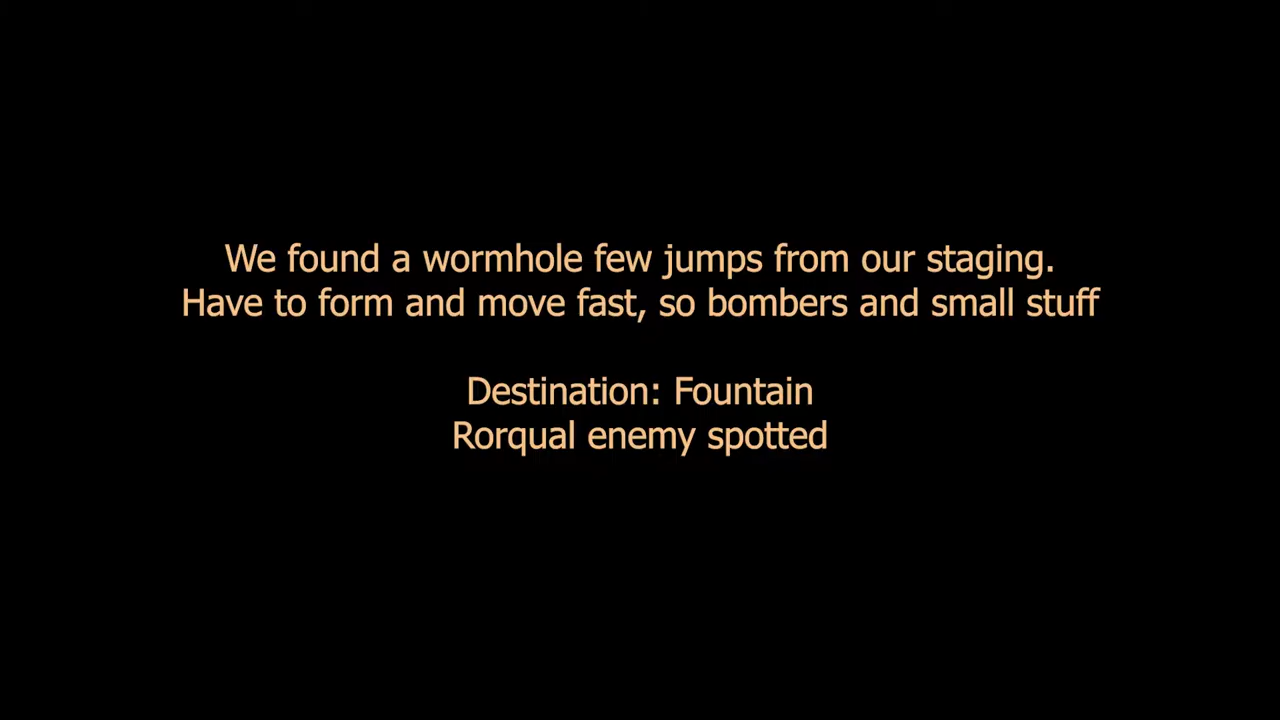 We found a wormhole few jumps from our staging.
Have to form and move fast, so bombers and small stuff
Destination: Fountain
Rorqual enemy spotted